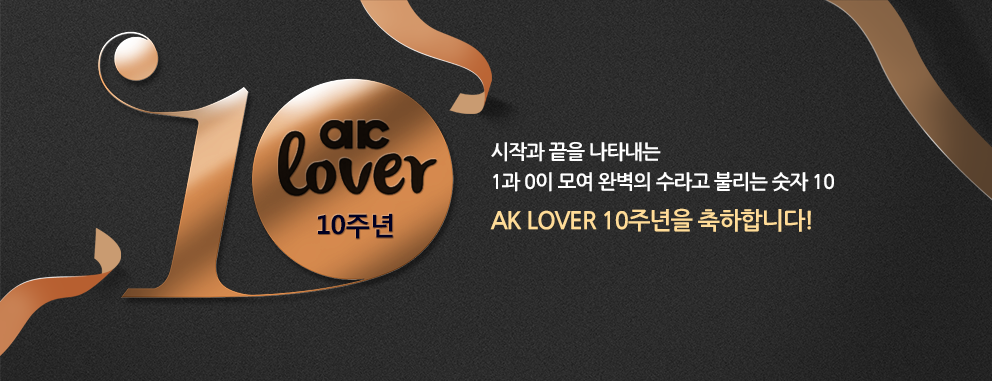 10
ak
lover
10주년
시작과 끝을 나타내는
1과 0이 모여 완벽의 수라고 불리는 숫자 10
AK LOVER 10주년을 축하합니다!